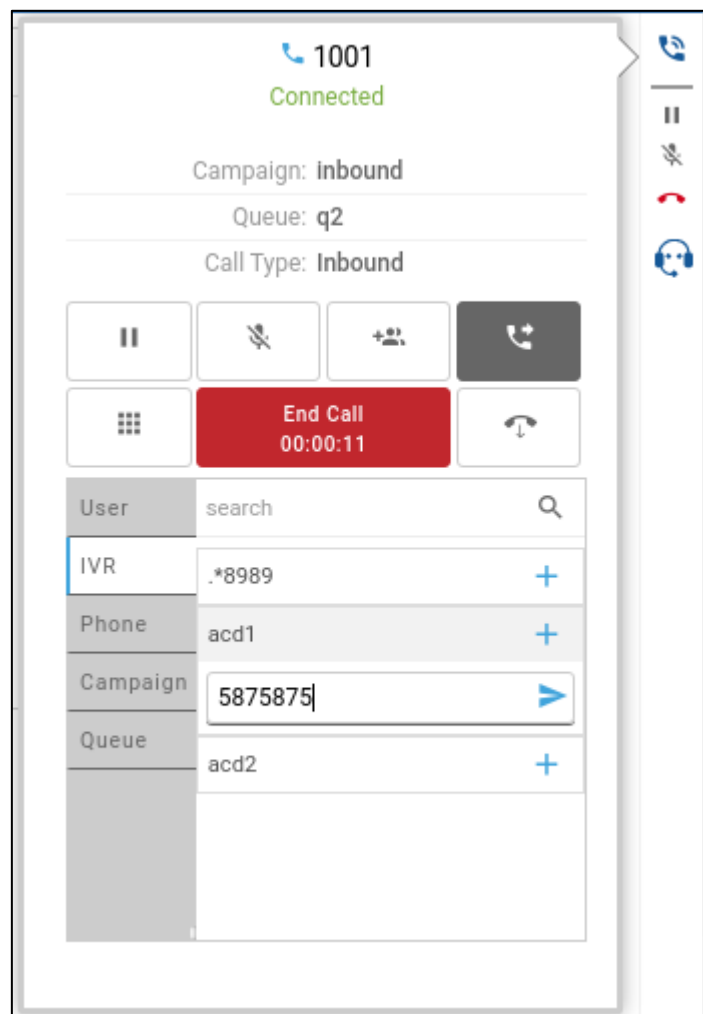 1001
Connected
Campaign: inbound
Queue: q2
Call Type: Inbound
End Call
00:00:11
User
search
IVR
.*8989
Phone
acd1
Campaign
5875875
Queue
acd2